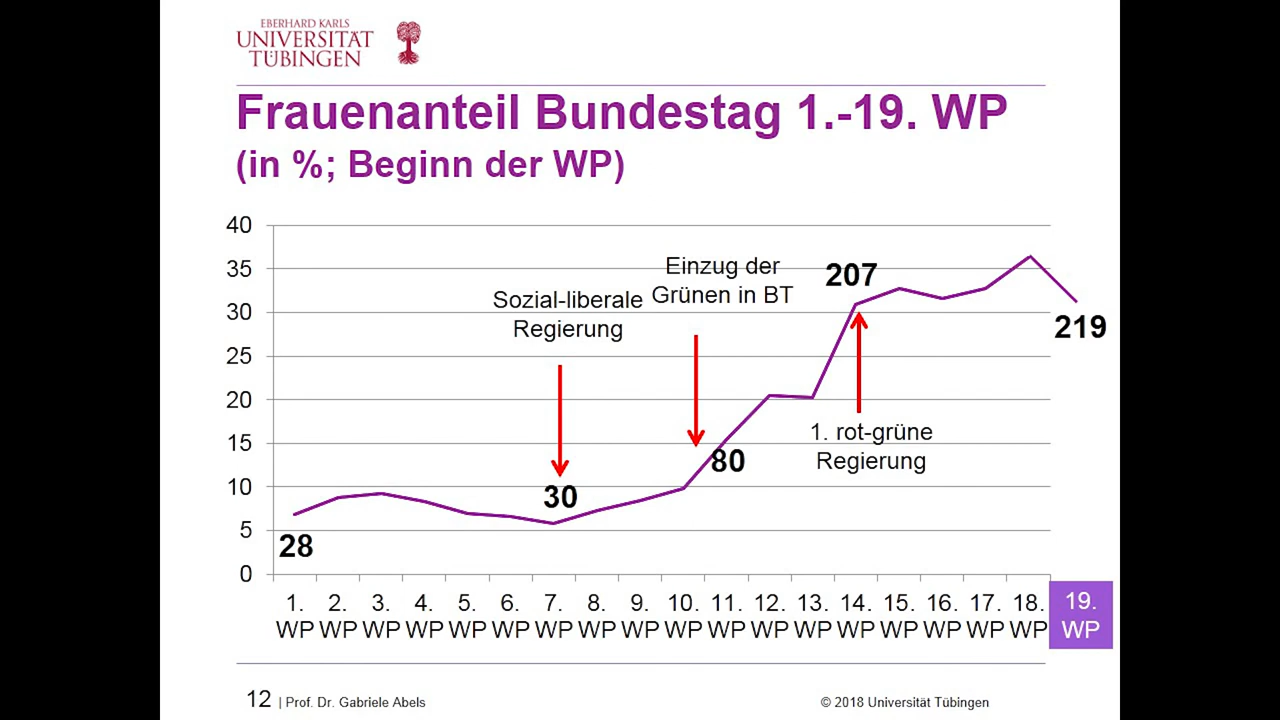 EBERHARD KARLS
UNIVERSITÄT
TÜBINGEN
Frauenanteil Bundestag 1.-19. WP
(in %; Beginn der WP)
40
35
30
25
20
15
10
5
0
Sozial-liberale
Regierung
Einzug der
Grünen in BT
207
219
1. rot-grüne
Regierung
80
30
28
1. WP
2. WP
3. WP
4. WP
5. WP
6. WP
7. WP
8. WP
9. WP
10. WP
11. WP
12. WP
13. WP
14. WP
15. WP
16. WP
17. WP
18. WP
19. WP
12 | Prof. Dr. Gabriele Abels
© 2018 Universität Tübingen